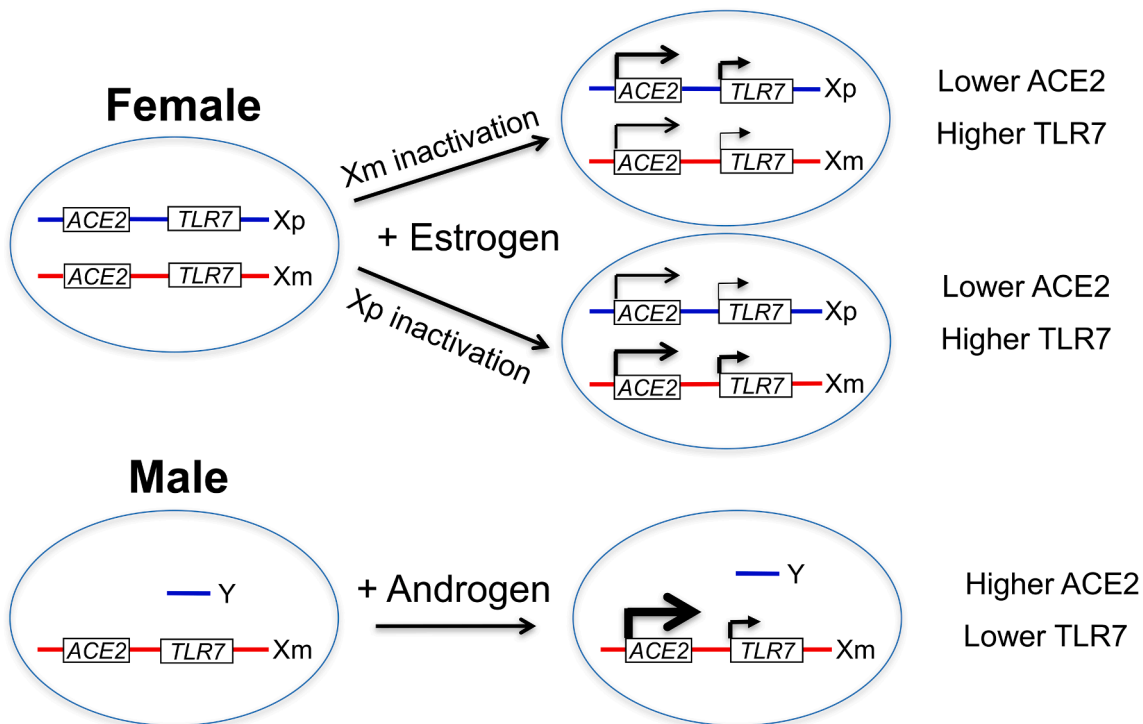 Female
ACE2 TLR7 Xp
ACE2 TLR7 Xm
Xm inactivation
+ Estrogen
Xp inactivation
ACE2 TLR7 Xp
ACE2 TLR7 Xm
Lower ACE2
Higher TLR7
ACE2 TLR7 Xp
ACE2 TLR7 Xm
Lower ACE2
Higher TLR7
Male
Y
ACE2 TLR7 Xm
+ Androgen
Y
ACE2 TLR7 Xm
Higher ACE2
Lower TLR7